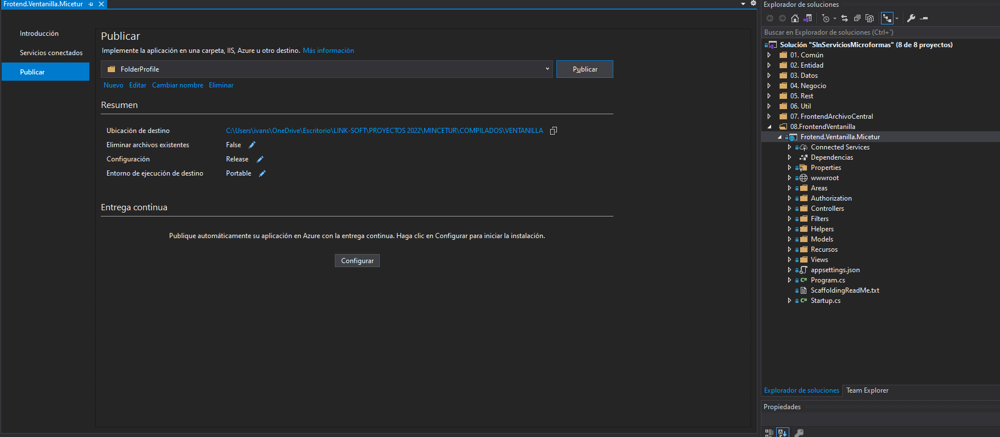 Frotend.Ventanilla.Micetur
Introducción
Servicios conectados
Publicar
Publicar
Implemente la aplicación en una carpeta, IIS, Azure u otro destino. Más información
FolderProfile
Publicar
Nuevo Editar Cambiar nombre Eliminar
Resumen
Ubicación de destino C:\Users\ivans\OneDrive\Escritorio\LINK-SOFT\PROYECTOS 2022\MINCETUR\COMPILADOS\VENTANILLA
Eliminar archivos existentes False
Configuración Release
Entorno de ejecución de destino Portable
Entrega continua
Publique automáticamente su aplicación en Azure con la entrega continua. Haga clic en Configurar para iniciar la instalación.
Configurar
Explorador de soluciones
Buscar en Explorador de soluciones (Ctrl+¨)
Solución "SlnServiciosMicroformas" (8 de 8 proyectos)
01. Común
02. Entidad
03. Datos
04. Negocio
05. Rest
06. Util
07. FrontendArchivoCentral
08.FrontendVentanilla
Frotend.Ventanilla.Micetur
Connected Services
Dependencias
Properties
wwwroot
Areas
Authorization
Controllers
Filters
Helpers
Models
Recursos
Views
appsettings.json
C# Program.cs
ScaffoldingReadMe.txt
C# Startup.cs
Explorador de soluciones Team Explorer
Propiedades